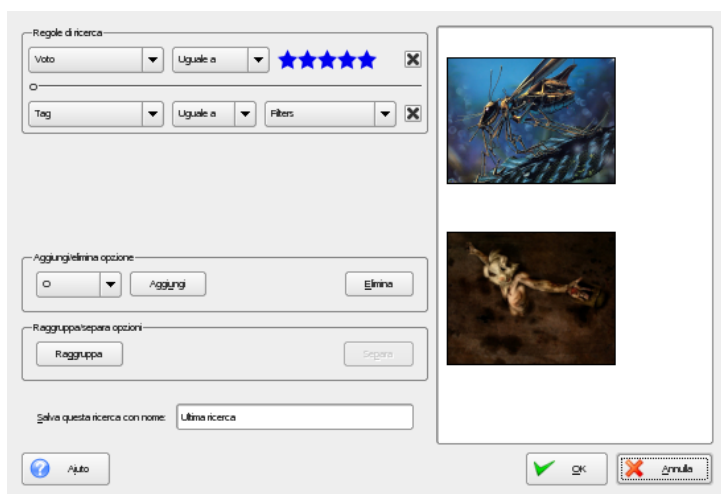 Regole di ricerca
Voto Uguale a
O
Tag Uguale a Filters
Aggiungi/elimina opzione
O Aggiungi Elimina
Raggruppa/separa opzioni
Raggruppa Separa
Salva questa ricerca con nome: Ultima ricerca
Aiuto OK Annulla